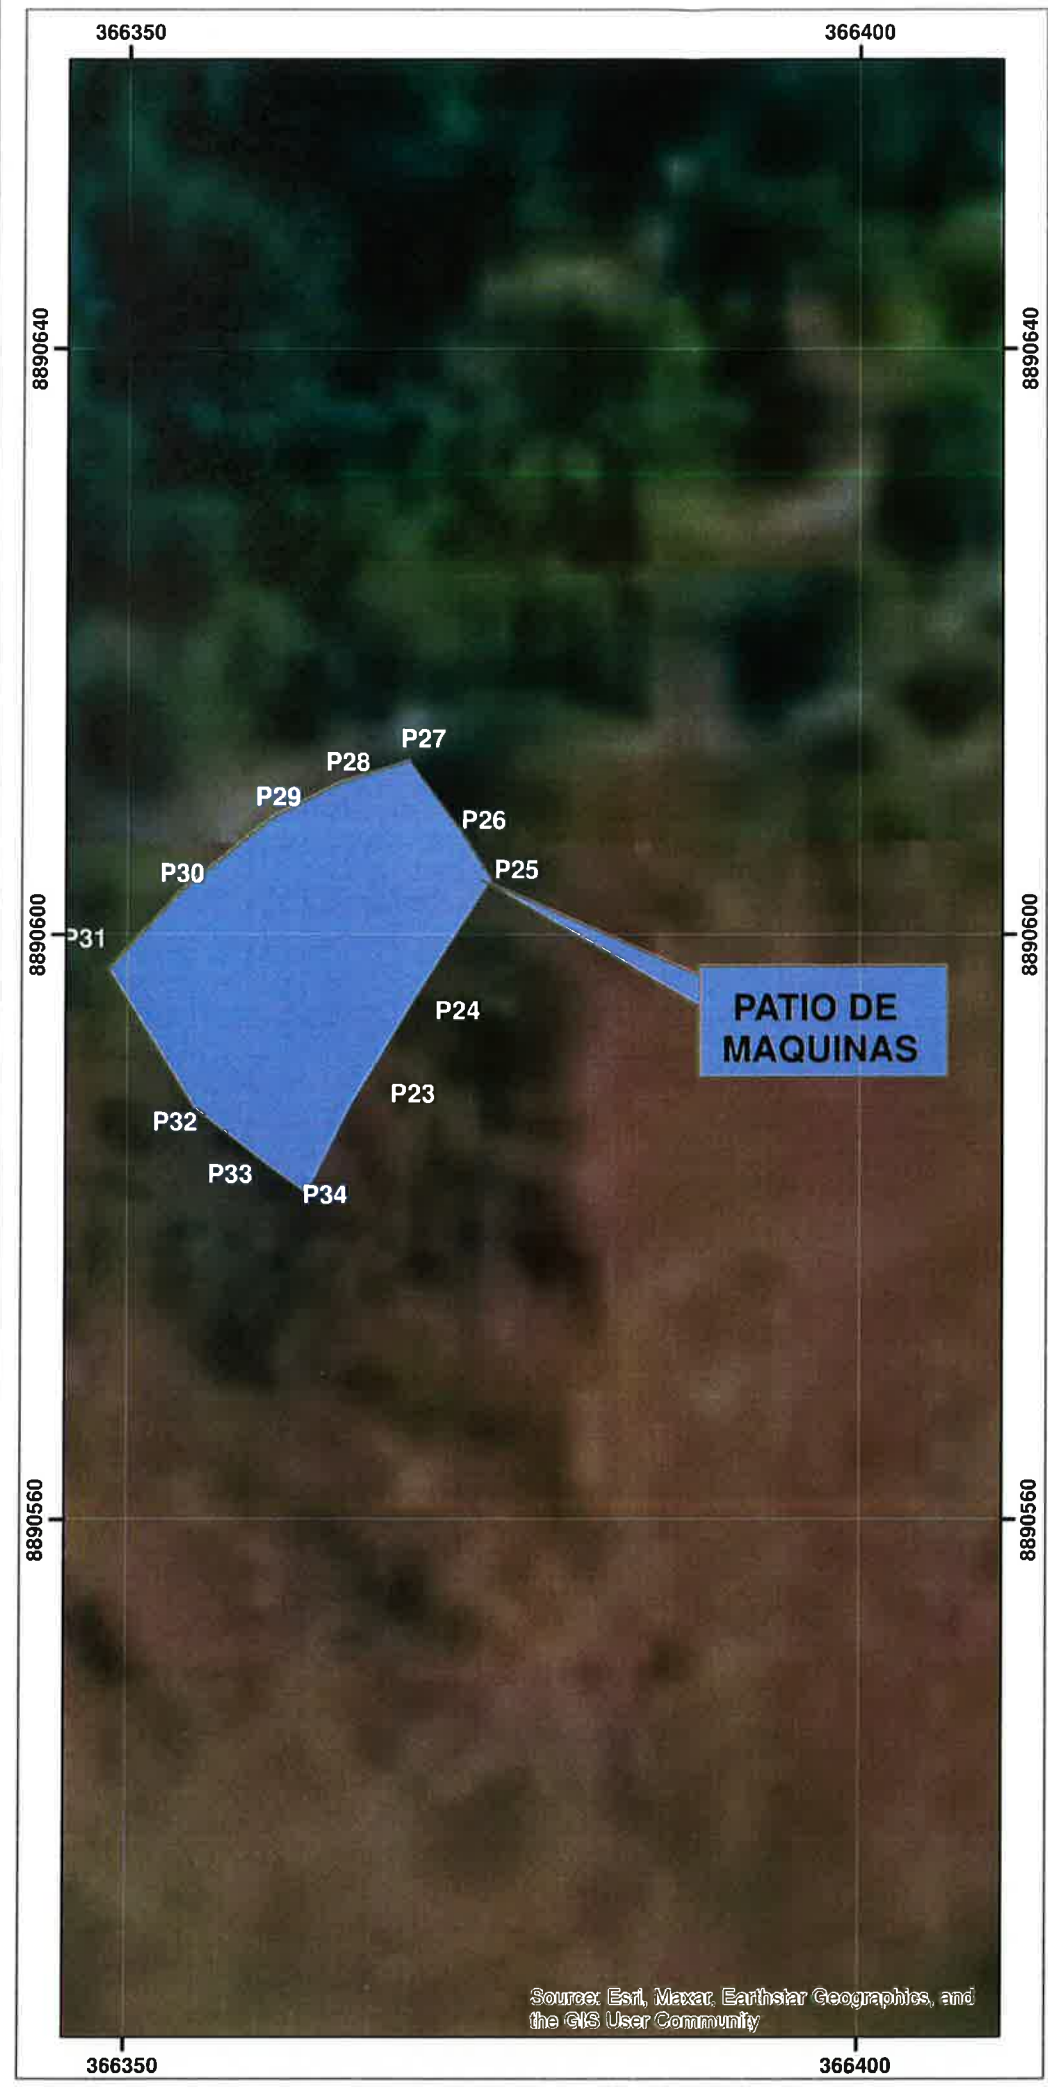 366350 366400
8890640 8890640
P27
P28
P29
P26
P30
P25
P31
8890600 8890600
PATIO DE
MAQUINAS
P24
P23
P32
P33
P34
8890560 8890560
Source: Esri, Maxar, Earthstar Geographics, and
the GIS User Community
366350 366400